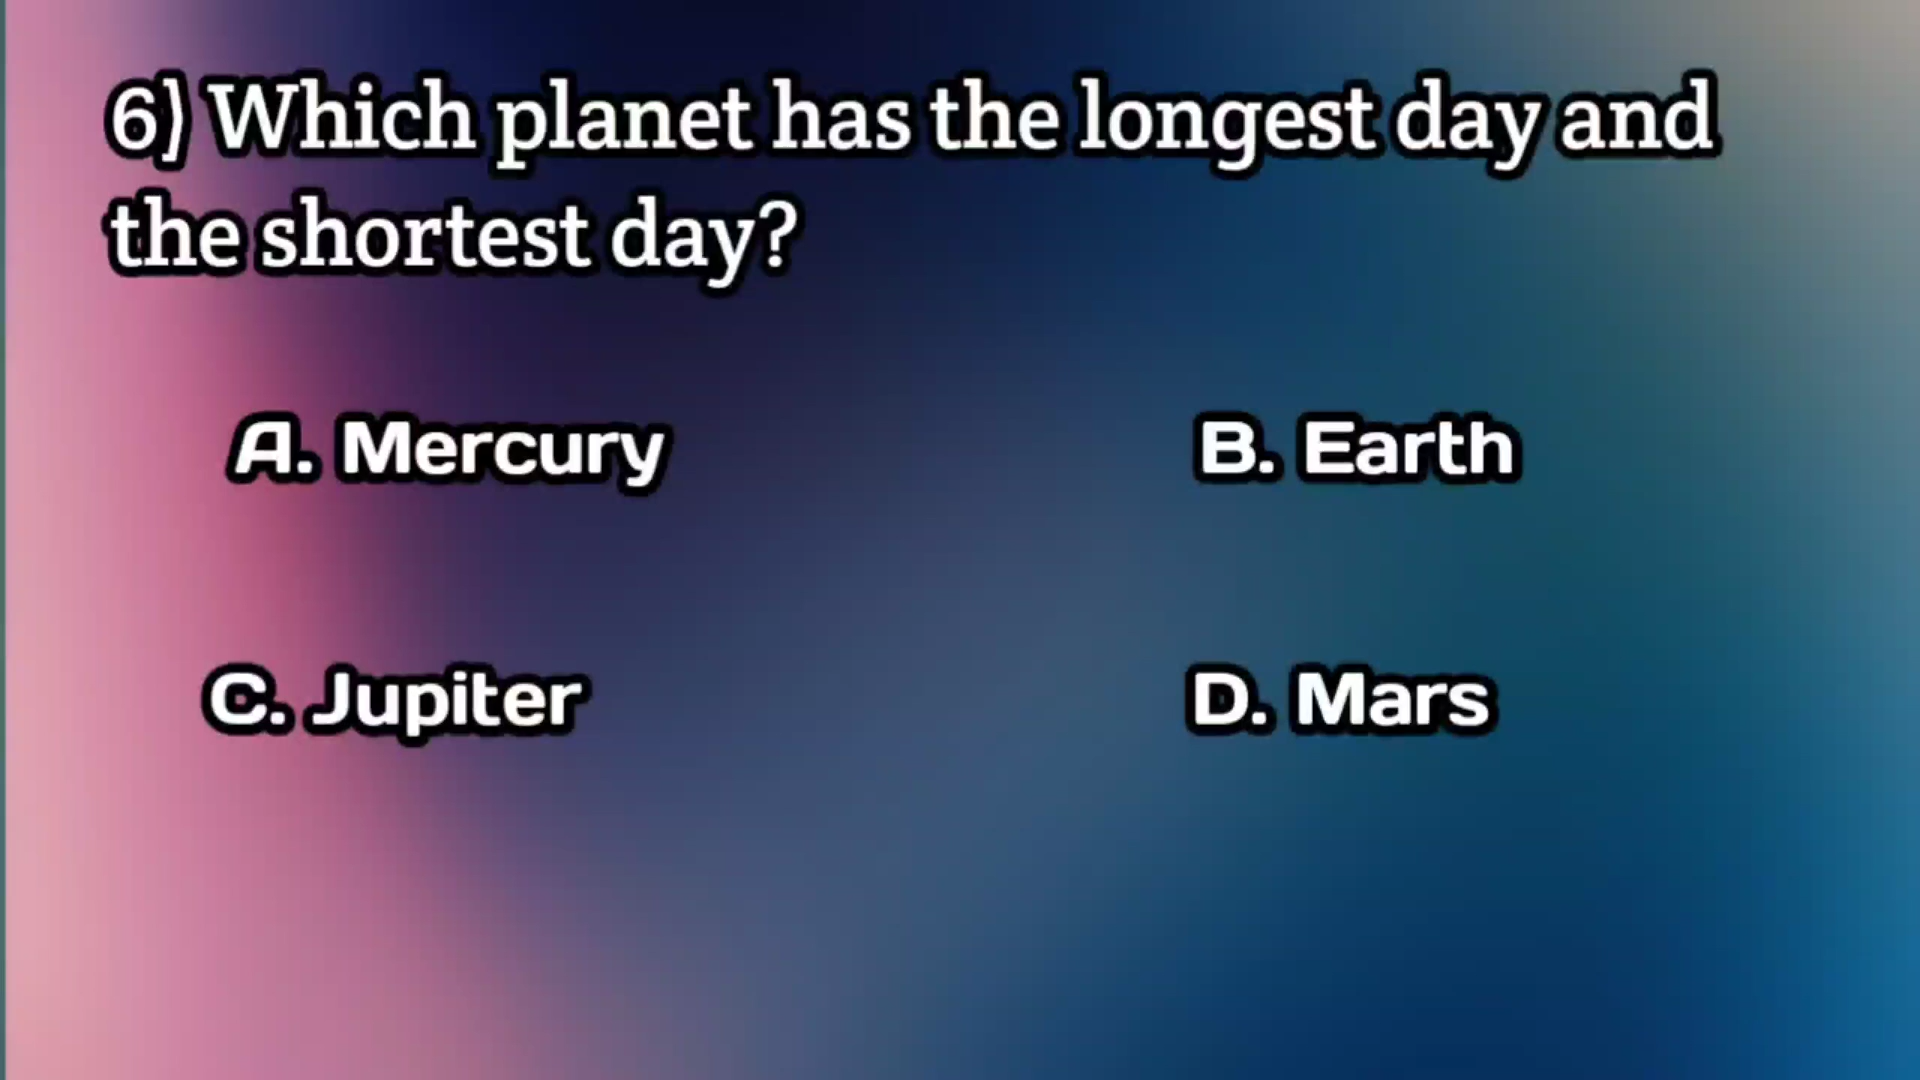 6) Which planet has the longest day and
the shortest day?
A. Mercury
B. Earth
C. Jupiter
D. Mars